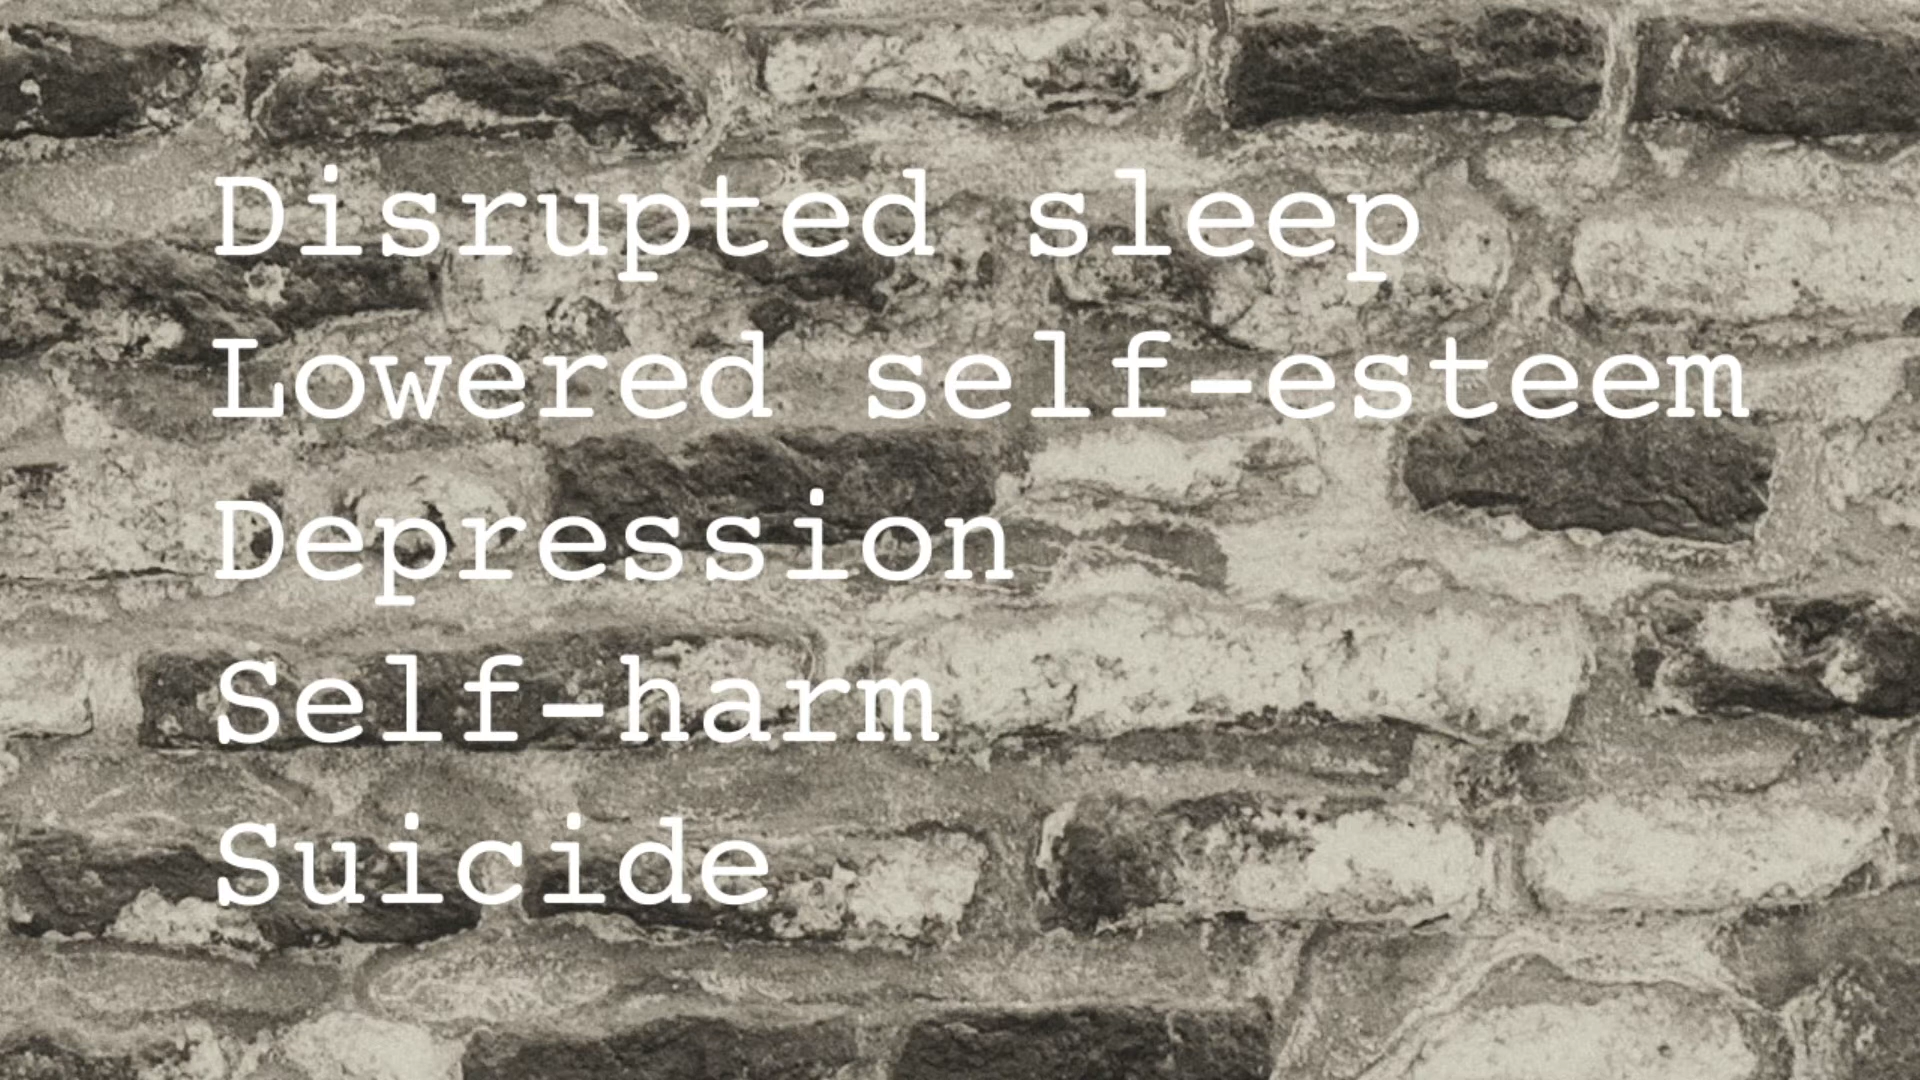 Disrupted sleep
Lowered self-esteem
Depression
Self-harm
Suicide